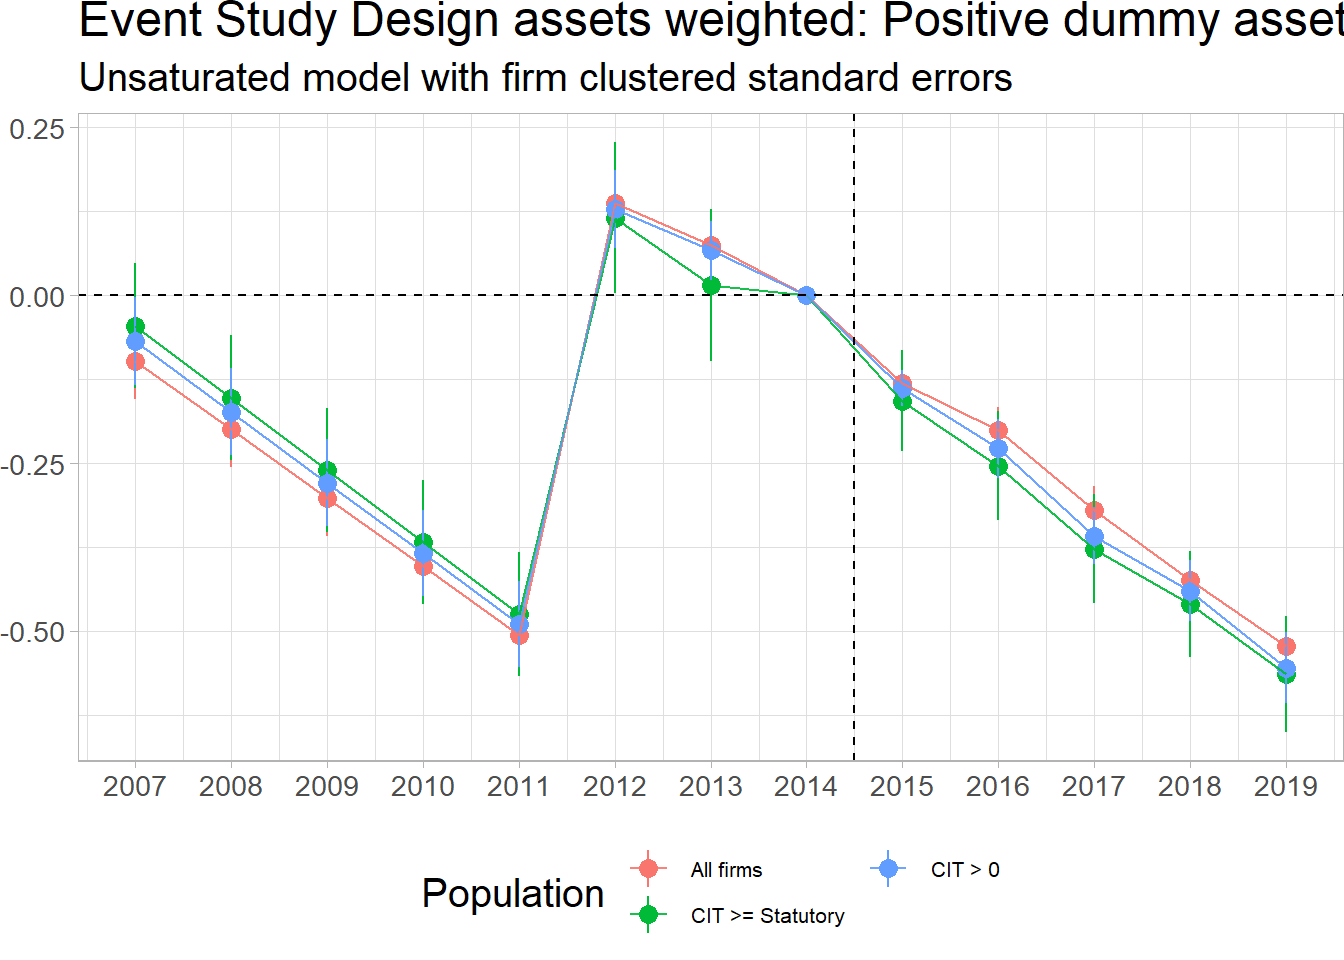 Event Study Design assets weighted: Positive dummy asset
Unsaturated model with firm clustered standard errors
0.25
0.00
-0.25
-0.50
2007 2008 2009 2010 2011 2012 2013 2014 2015 2016 2017 2018 2019
Population
All firms
CIT > 0
CIT >= Statutory